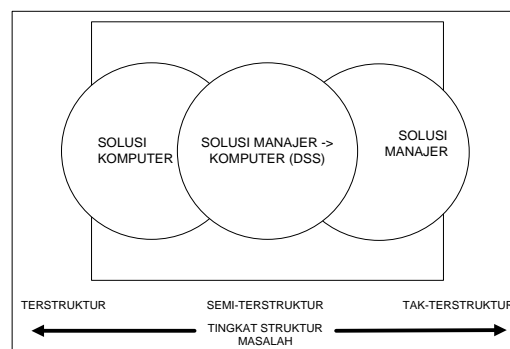 SOLUSI
KOMPUTER
SOLUSI MANAJER ->
KOMPUTER (DSS)
SOLUSI
MANAJER
TERSTRUKTUR
SEMI-TERSTRUKTUR
TAK-TERSTRUKTUR
TINGKAT STRUKTUR
MASALAH